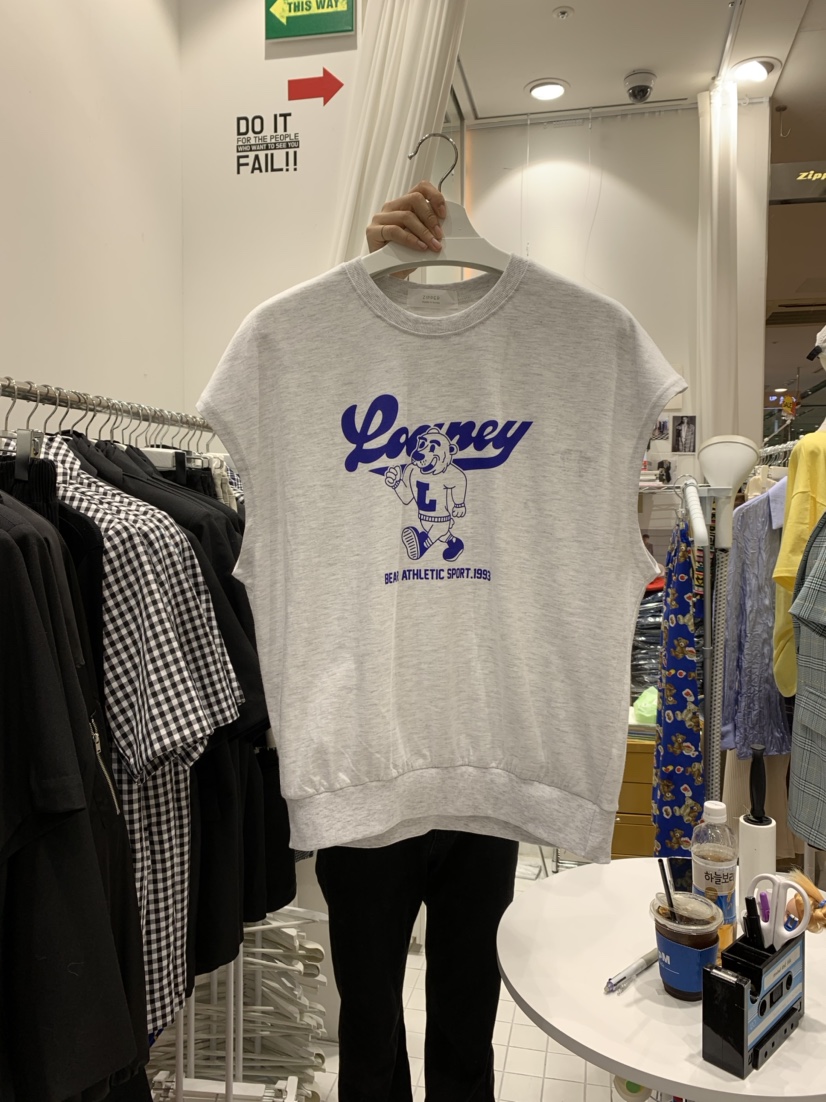 THIS WAY
DO IT
FOR THE PEOPLE
WHO WANT TO SEE YOU
FAIL!!
Looney
L
BEAR ATHLETIC SPORT.1993
하늘보리